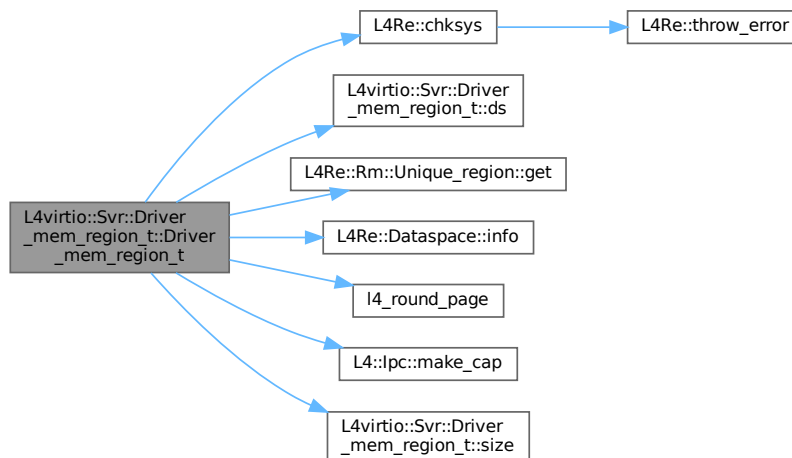 L4Re::chksys
L4Re::throw_error
L4virtio::Svr::Driver
_mem_region_t::ds
L4Re::Rm::Unique_region::get
L4virtio::Svr::Driver
_mem_region_t::Driver
_mem_region_t
L4Re::Dataspace::info
l4_round_page
L4::Ipc::make_cap
L4virtio::Svr::Driver
_mem_region_t::size